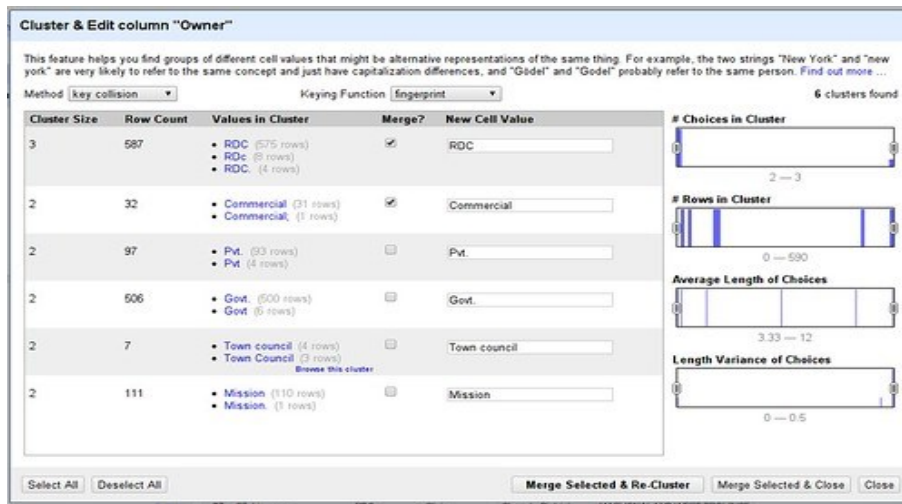 Cluster & Edit column "Owner"
This feature helps you find groups of different cell values that might be alternative representations of the same thing. For example, the two strings "New York" and "new
york" are very likely to refer to the same concept and just have capitalization differences, and "Gödel" and "Godel" probably refer to the same person. Find out more ...
Method key collision Keying Function fingerprint 6 clusters found
Cluster Size Row Count Values in Cluster Merge? New Cell Value
3 587 • RDC (575 rows) RDC
• RDc (8 rows)
• RDC. (4 rows)
2 32 • Commercial (31 rows) Commercial
• Commercial; (1 rows)
2 97 • Pvt. (93 rows) Pvt.
• Pvt (4 rows)
2 506 • Govt. (500 rows) Govt.
• Govt (6 rows)
2 7 • Town council (4 rows) Town council
• Town Council (3 rows)
Browse this cluster
2 111 • Mission (110 rows) Mission
• Mission. (1 rows)
# Choices in Cluster
2 — 3
# Rows in Cluster
0 — 590
Average Length of Choices
3.33 — 12
Length Variance of Choices
0 — 0.5
Select All Deselect All Merge Selected & Re-Cluster Merge Selected & Close Close